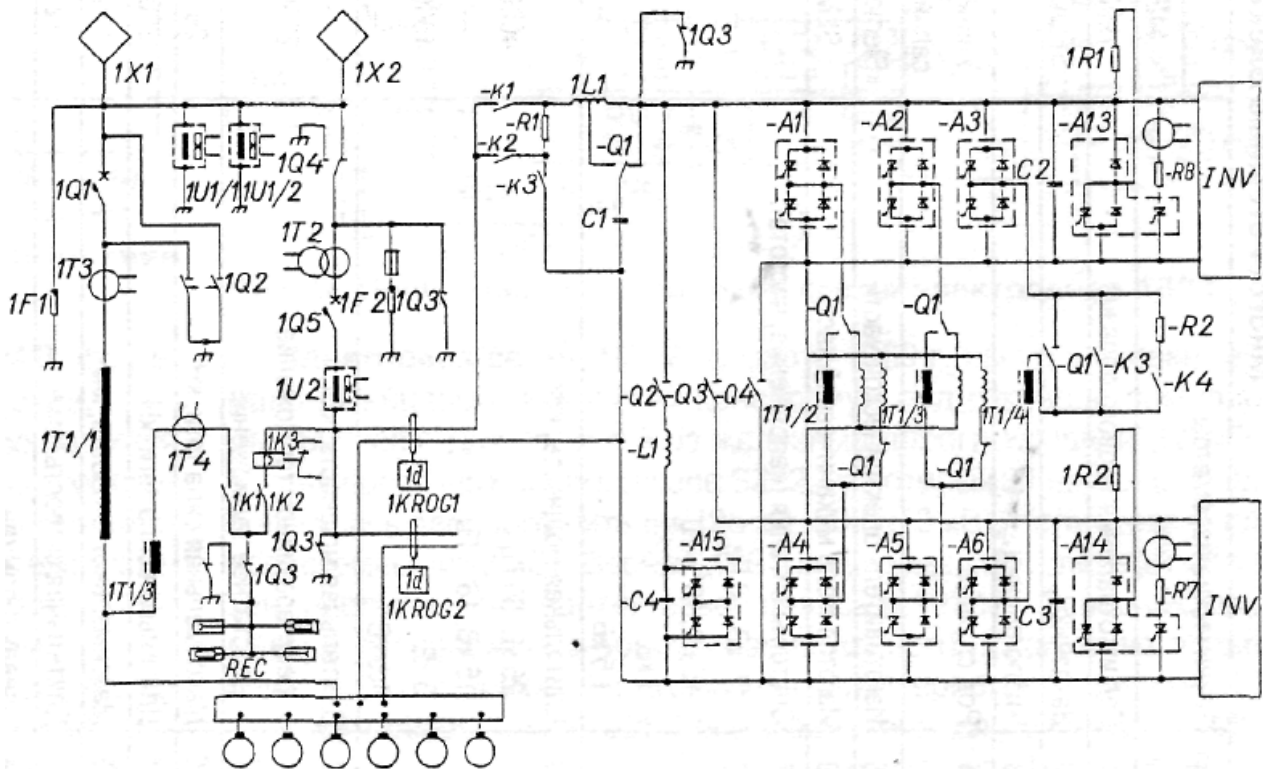 1X1
1X2
1Q3
-K1
1L1
-R1
-K2
-K3
-Q1
C1
1R1
-A1
-A2
-A3
-A13
C2
-R8
INV
1Q1
1U1/1
1U1/2
1Q4
1T3
1Q2
1F1
1T2
1F2
1Q3
1Q5
1U2
-Q1
-Q1
-R2
-Q1
-K3
-K4
-Q2
-Q3
-Q4
1T1/2
1T1/3
1T1/4
1T1/1
1T4
1K3
1d
1KROG1
1K1
1K2
-L1
-Q1
-Q1
1R2
1T1/3
1Q3
1Q3
1d
1KROG2
-A15
-A4
-A5
-A6
-A14
-C4
C3
-R7
INV
REC